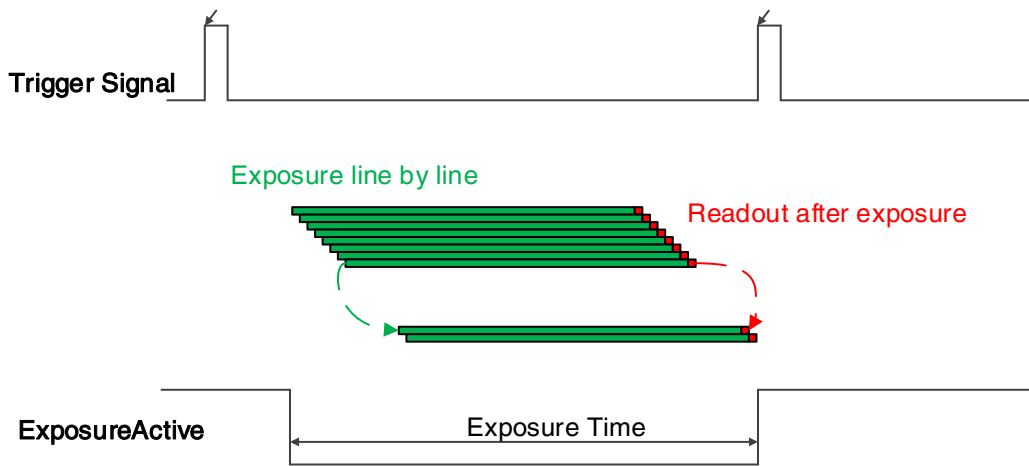 Trigger Signal
Exposure line by line
Readout after exposure
ExposureActive
Exposure Time